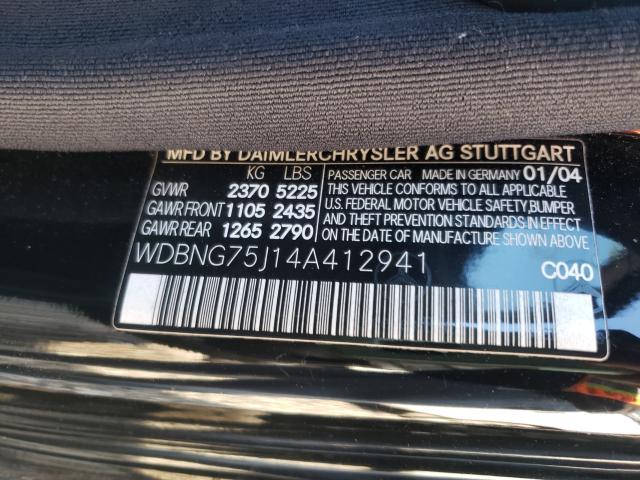 MFD BY DAIMLERCHRYSLER AG STUTTGART
KG LBS
GVWR 2370 5225
GAWR FRONT 1105 2435
GAWR REAR 1265 2790
PASSENGER CAR MADE IN GERMANY 01/04
THIS VEHICLE CONFORMS TO ALL APPLICABLE
U.S. FEDERAL MOTOR VEHICLE SAFETY, BUMPER
AND THEFT PREVENTION STANDARDS IN EFFECT
ON THE DATE OF MANUFACTURE SHOWN ABOVE.
WDBNG75J14A412941
C040